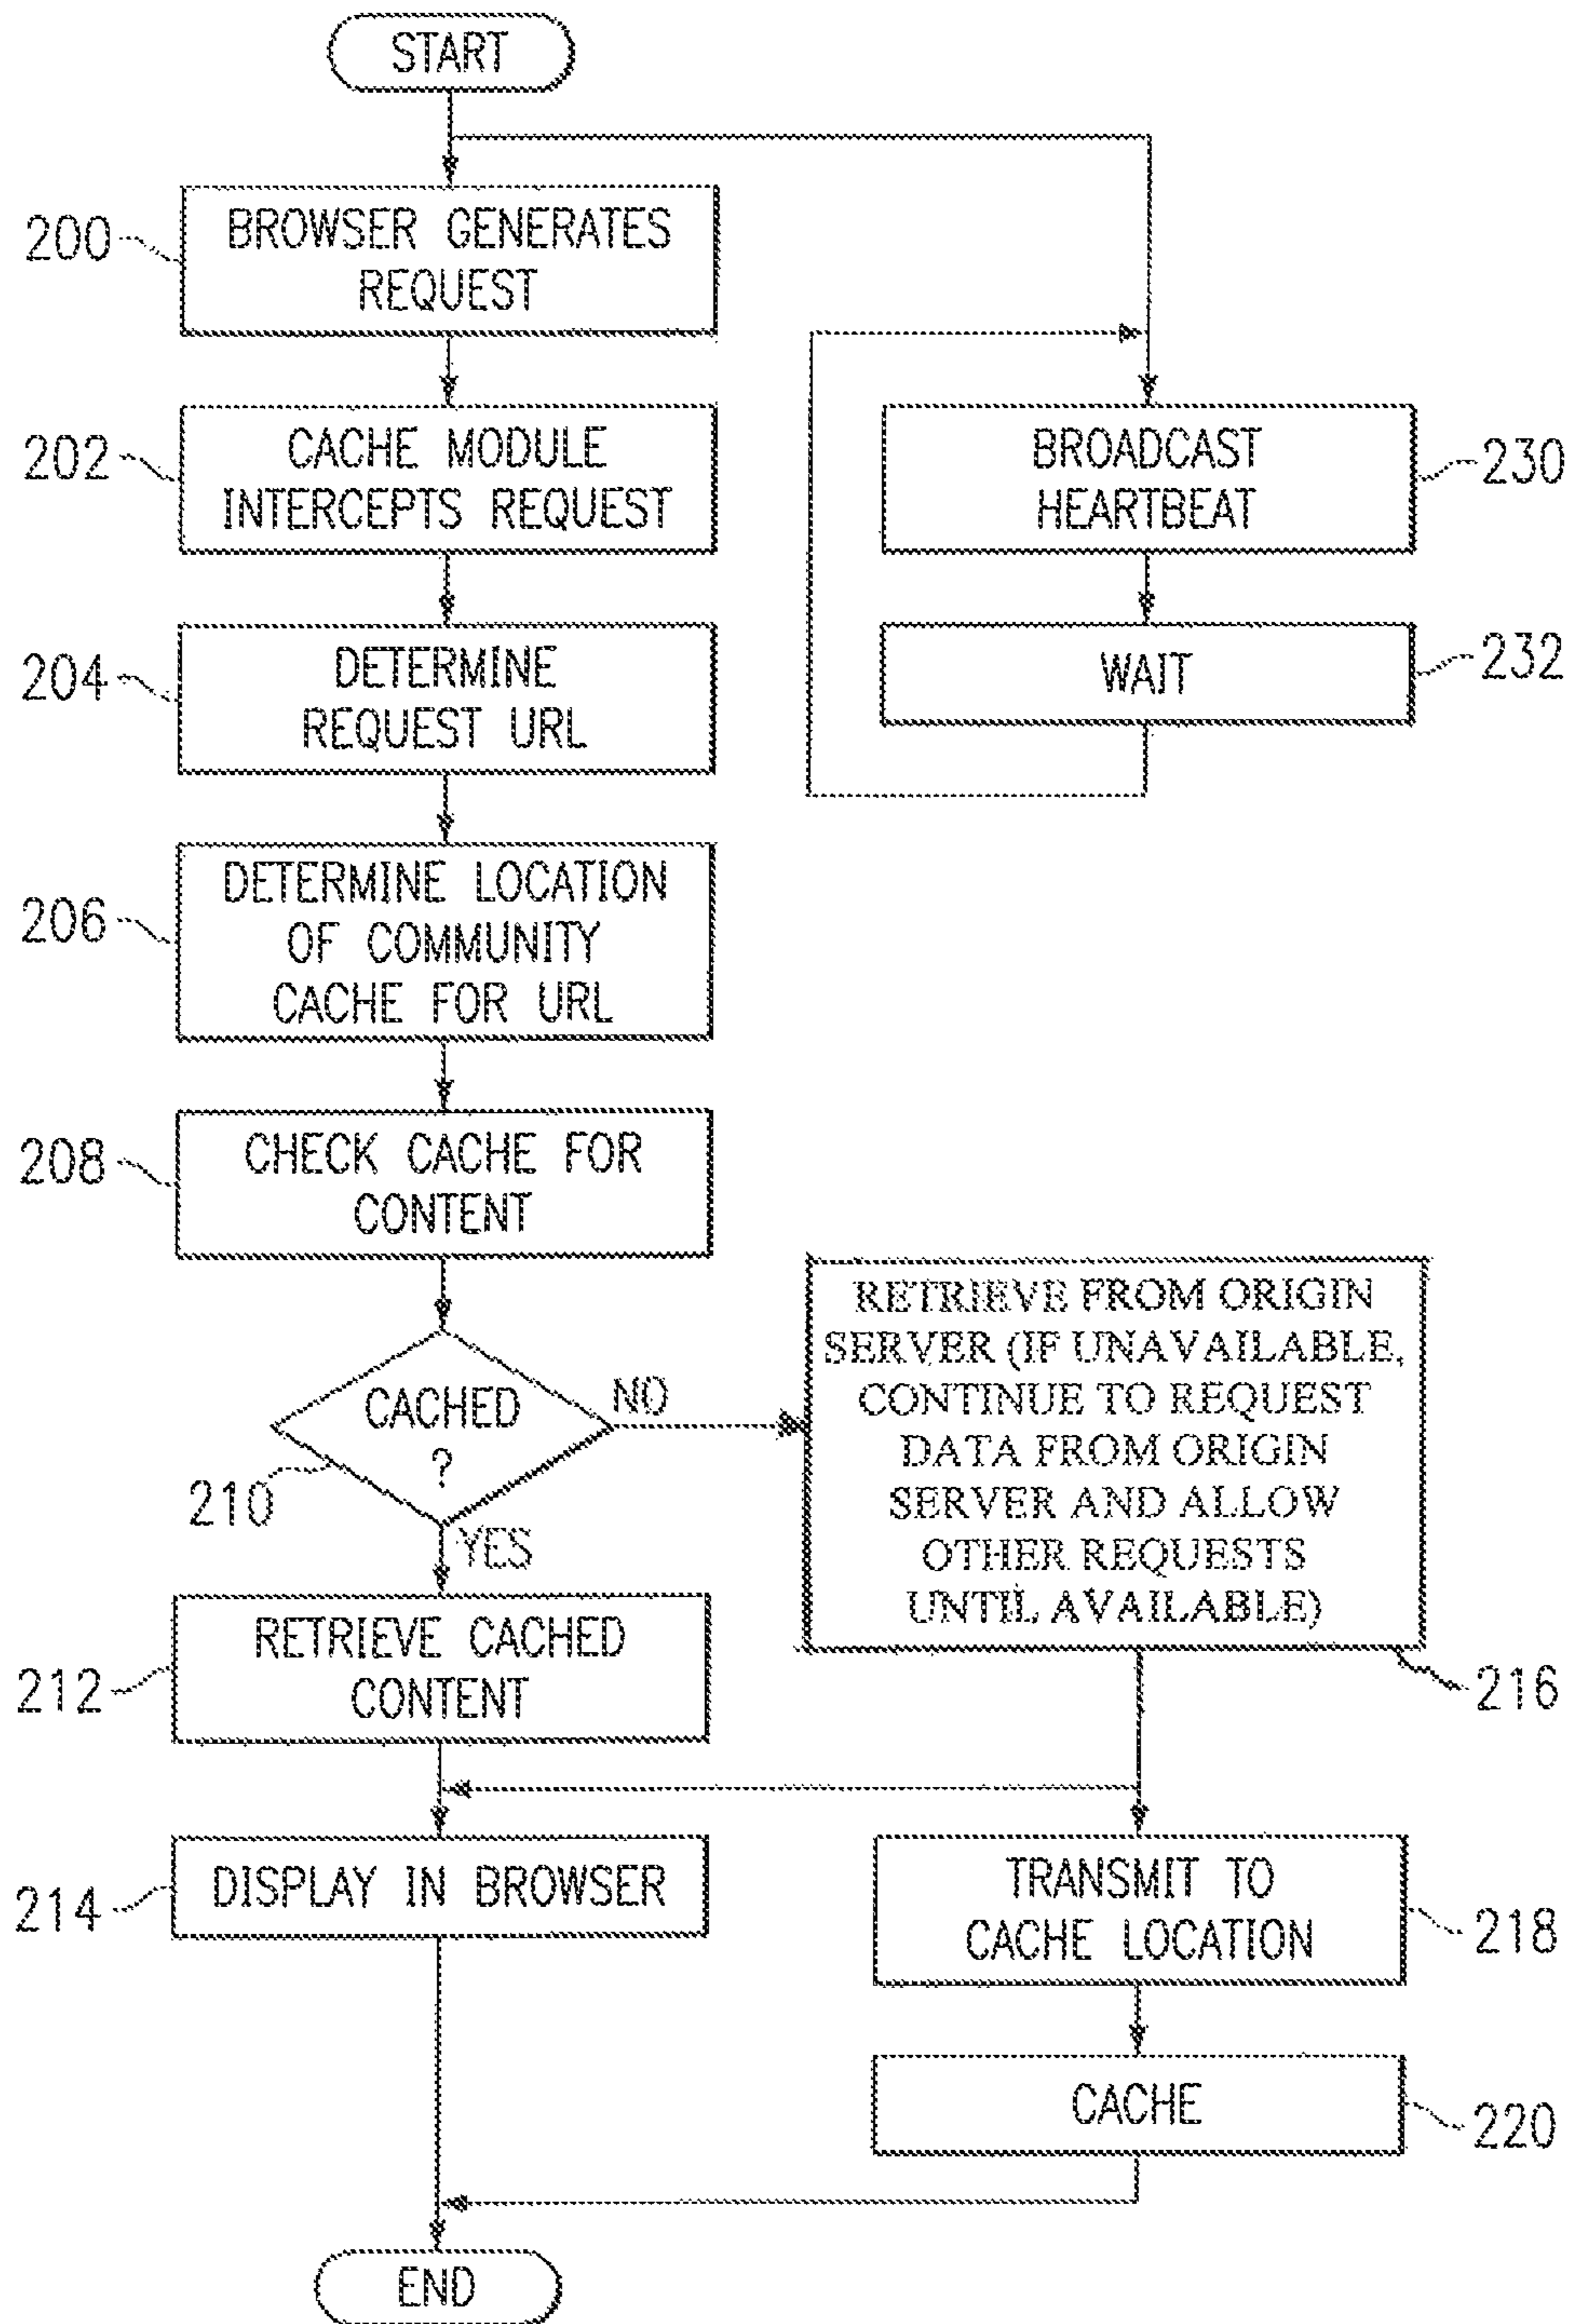 START
200
BROWSER GENERATES
REQUEST
202
CACHE MODULE
INTERCEPTS REQUEST
BROADCAST
HEARTBEAT
230
204
DETERMINE
REQUEST URL
WAIT
232
206
DETERMINE LOCATION
OF COMMUNITY
CACHE FOR URL
208
CHECK CACHE FOR
CONTENT
CACHED
?
210
NO
YES
RETRIEVE FROM ORIGIN
SERVER (IF UNAVAILABLE,
CONTINUE TO REQUEST
DATA FROM ORIGIN
SERVER AND ALLOW
OTHER REQUESTS
UNTIL AVAILABLE)
216
212
RETRIEVE CACHED
CONTENT
214
DISPLAY IN BROWSER
TRANSMIT TO
CACHE LOCATION
218
CACHE
220
END